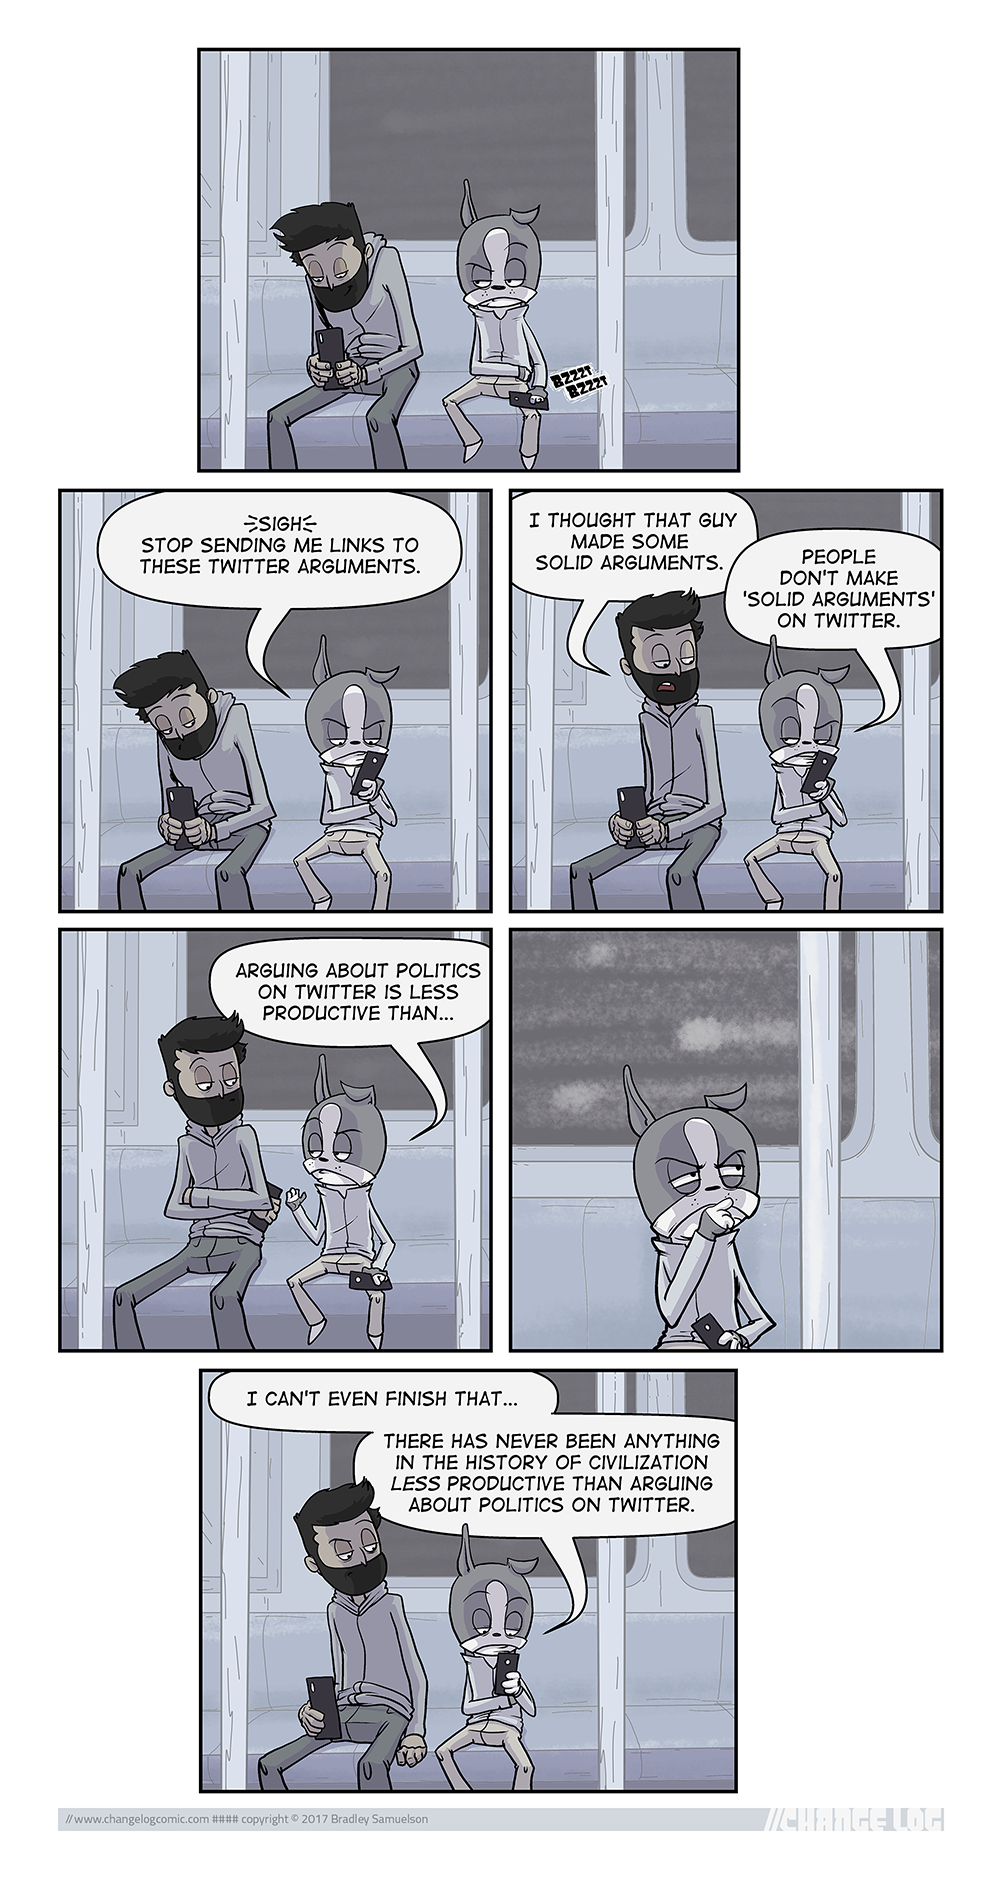 BZZZT
BZZZT
SIGH
STOP SENDING ME LINKS TO
THESE TWITTER ARGUMENTS.
I THOUGHT THAT GUY
MADE SOME
SOLID ARGUMENTS.
PEOPLE
DON'T MAKE
'SOLID ARGUMENTS'
ON TWITTER.
ARGUING ABOUT POLITICS
ON TWITTER IS LESS
PRODUCTIVE THAN...
I CAN'T EVEN FINISH THAT...
THERE HAS NEVER BEEN ANYTHING
IN THE HISTORY OF CIVILIZATION
LESS PRODUCTIVE THAN ARGUING
ABOUT POLITICS ON TWITTER.
//www.changelogcomic.com #### copyright © 2017 Bradley Samuelson
//CHANGE LOG